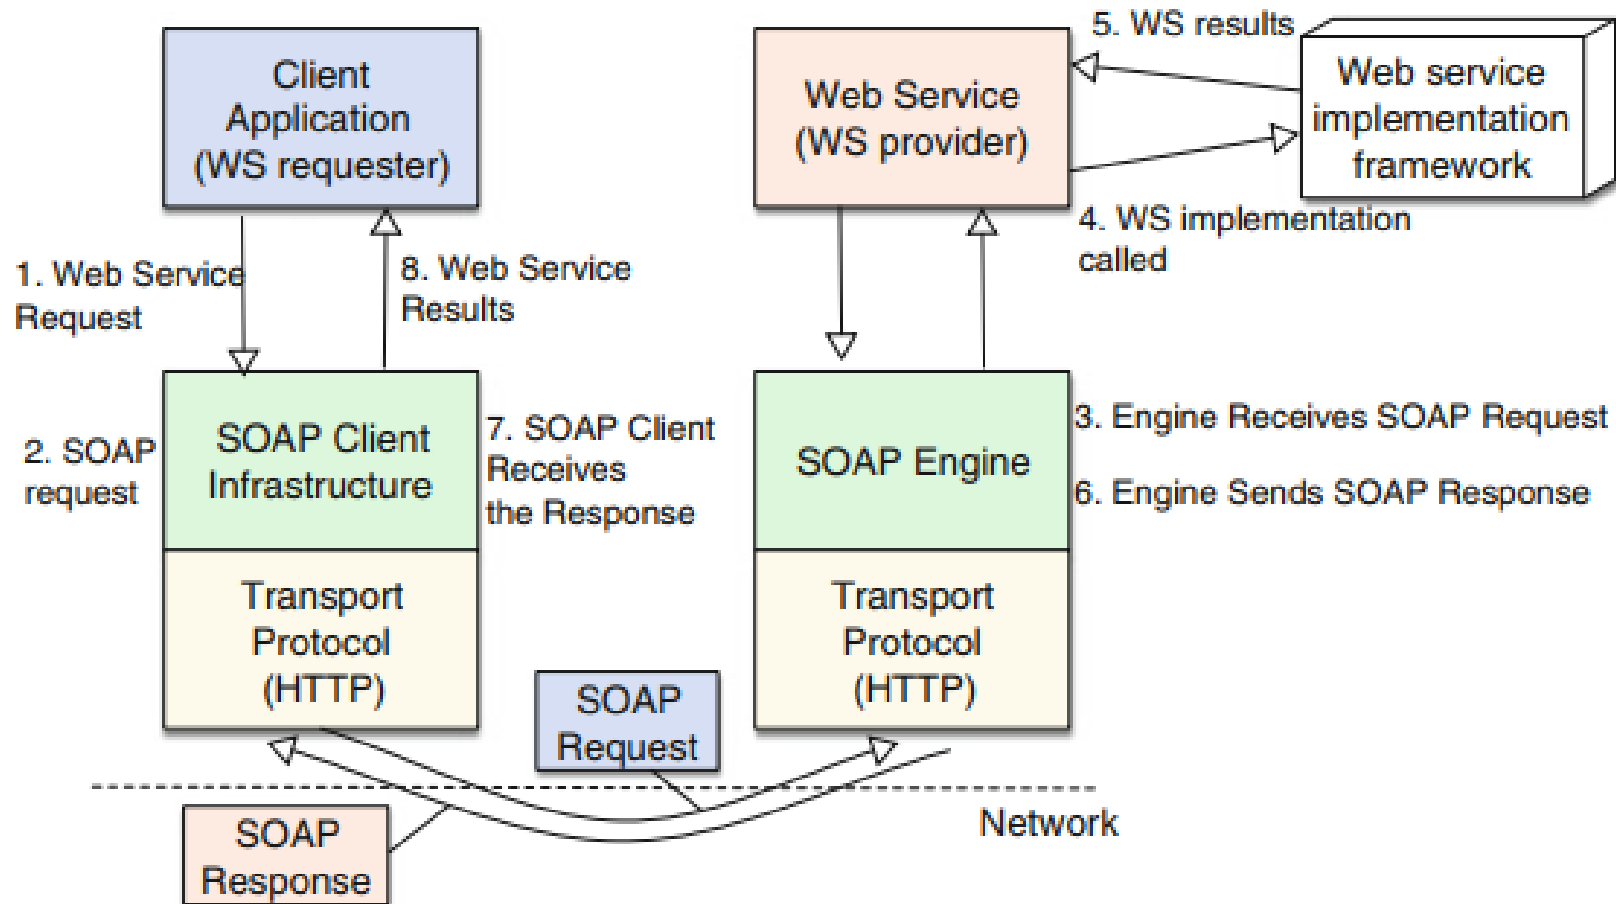 Client
Application
(WS requester)
Web Service
(WS provider)
5. WS results
Web service
implementation
framework
4. WS implementation
called
1. Web Service
Request
8. Web Service
Results
2. SOAP
request
SOAP Client
Infrastructure
7. SOAP Client
Receives
the Response
SOAP Engine
3. Engine Receives SOAP Request
6. Engine Sends SOAP Response
Transport
Protocol
(HTTP)
Transport
Protocol
(HTTP)
SOAP
Request
Network
SOAP
Response